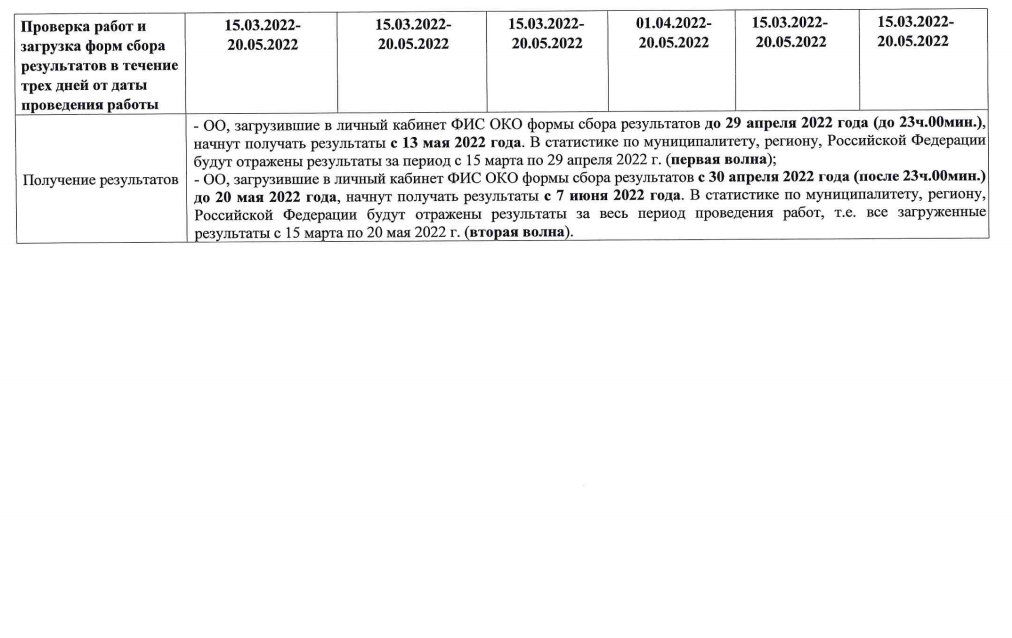 Проверка работ и
загрузка форм сбора
результатов в течение
трех дней от даты
проведения работы
15.03.2022-
20.05.2022
15.03.2022-
20.05.2022
15.03.2022-
20.05.2022
01.04.2022-
20.05.2022
15.03.2022-
20.05.2022
15.03.2022-
20.05.2022
Получение результатов
- ОО, загрузившие в личный кабинет ФИС ОКО формы сбора результатов до 29 апреля 2022 года (до 23ч.00мин.),
начнут получать результаты с 13 мая 2022 года. В статистике по муниципалитету, региону, Российской Федерации
будут отражены результаты за период с 15 марта по 29 апреля 2022 г. (первая волна);
- ОО, загрузившие в личный кабинет ФИС ОКО формы сбора результатов с 30 апреля 2022 года (после 23ч.00мин.)
до 20 мая 2022 года, начнут получать результаты с 7 июня 2022 года. В статистике по муниципалитету, региону,
Российской Федерации будут отражены результаты за весь период проведения работ, т.е. все загруженные
результаты с 15 марта по 20 мая 2022 г. (вторая волна).